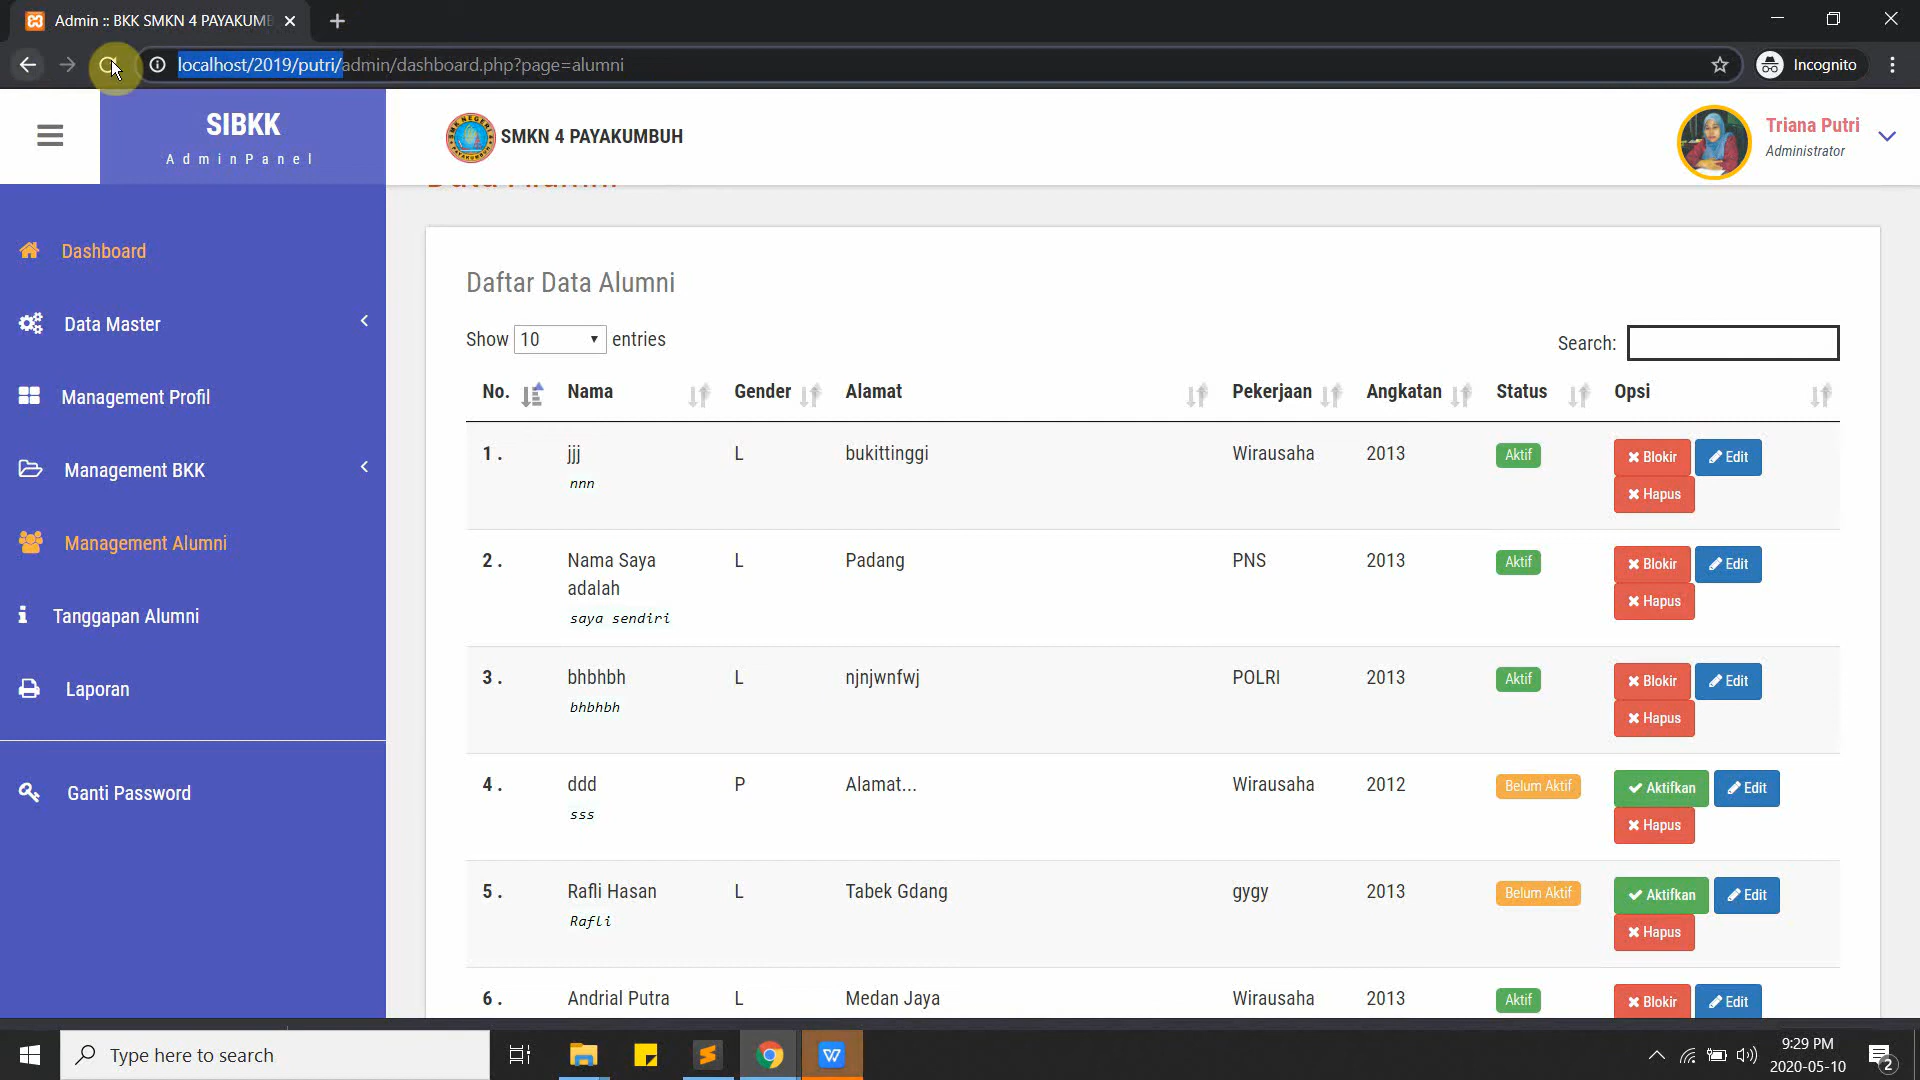 Admin :: BKK SMKN 4 PAYAKUMB
localhost/2019/putri/admin/dashboard.php?page=alumni
Incognito
SIBKK
AdminPanel
SMKN 4 PAYAKUMBUH
Triana Putri
Administrator
Dashboard
Data Master
Management Profil
Management BKK
Management Alumni
Tanggapan Alumni
Laporan
Ganti Password
Data Alumni
Daftar Data Alumni
Show 10 entries
Search:
No. Nama Gender Alamat Pekerjaan Angkatan Status Opsi
1 . jjj L bukittinggi Wirausaha 2013 Aktif Blokir Edit
nnn
Hapus
2 . Nama Saya L Padang PNS 2013 Aktif Blokir Edit
adalah
Hapus
saya sendiri
3 . bhbhbh L njnjwnfwj POLRI 2013 Aktif Blokir Edit
bhbhbh
Hapus
4 . ddd P Alamat... Wirausaha 2012 Belum Aktif Aktifkan Edit
sss
Hapus
5 . Rafli Hasan L Tabek Gdang gygy 2013 Belum Aktif Aktifkan Edit
Rafli
Hapus
6 . Andrial Putra L Medan Jaya Wirausaha 2013 Aktif Blokir Edit
Type here to search
9:29 PM
2020-05-10
2